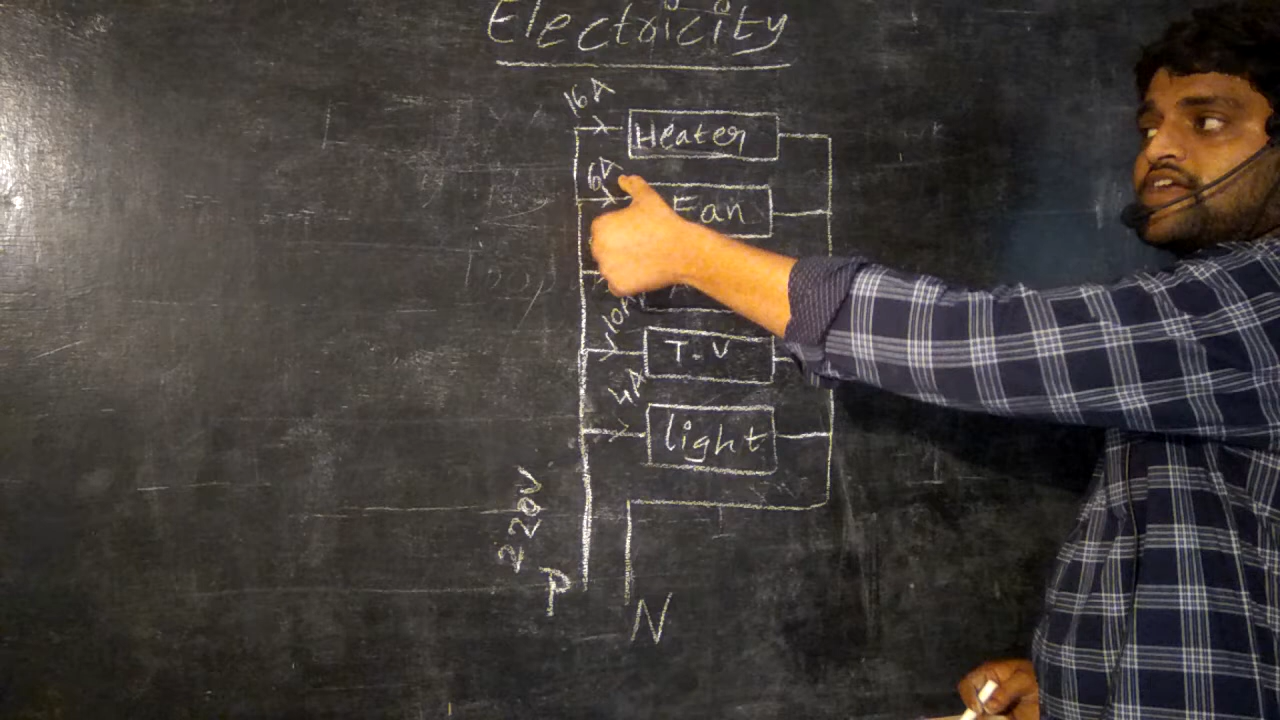 Electricity
16A
Heater
6A
Fan
10A
T.V
4A
light
220V
P
N